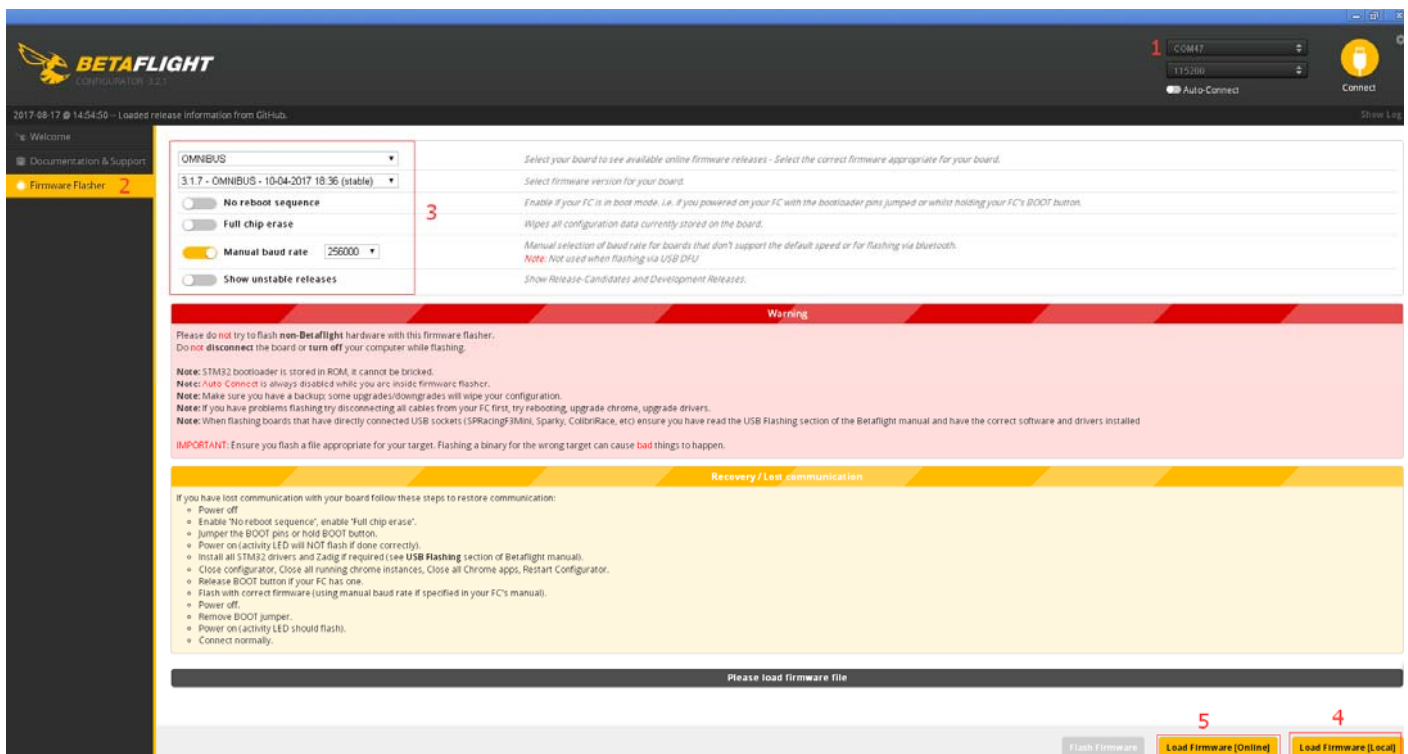 BETAFLIGHT
CONFIGURATOR 3.2.1
1
COM47
115200
Auto-Connect
Connect
2017-08-17 @ 14:54:50 -- Loaded release information from GitHub.
Show Log
Welcome
Documentation & Support
Firmware Flasher
2
OMNIBUS
Select your board to see available online firmware releases - Select the correct firmware appropriate for your board.
3.1.7 - OMNIBUS - 10-04-2017 18:36 (stable)
Select firmware version for your board.
No reboot sequence
Enable if your FC is in boot mode. i.e. if you powered on your FC with the bootloader pins jumped or whilst holding your FC's BOOT button.
3
Full chip erase
Wipes all configuration data currently stored on the board.
Manual baud rate
256000
Manual selection of baud rate for boards that don't support the default speed or for flashing via bluetooth.
Note: Not used when flashing via USB DFU
Show unstable releases
Show Release-Candidates and Development Releases.
Warning
Please do not try to flash non-Betaflight hardware with this firmware flasher.
Do not disconnect the board or turn off your computer while flashing.
Note: STM32 bootloader is stored in ROM, it cannot be bricked.
Note: Auto-Connect is always disabled while you are inside firmware flasher.
Note: Make sure you have a backup; some upgrades/downgrades will wipe your configuration.
Note: If you have problems flashing try disconnecting all cables from your FC first, try rebooting, upgrade chrome, upgrade drivers.
Note: When flashing boards that have directly connected USB sockets (SPRacingF3Mini, Sparky, ColibriRace, etc) ensure you have read the USB Flashing section of the Betaflight manual and have the correct software and drivers installed
IMPORTANT: Ensure you flash a file appropriate for your target. Flashing a binary for the wrong target can cause bad things to happen.
Recovery / Lost communication
If you have lost communication with your board follow these steps to restore communication:
Power off
Enable 'No reboot sequence', enable 'Full chip erase'.
Jumper the BOOT pins or hold BOOT button.
Power on (activity LED will NOT flash if done correctly).
Install all STM32 drivers and Zadig if required (see USB Flashing section of Betaflight manual).
Close configurator, Close all running chrome instances, Close all Chrome apps, Restart Configurator.
Release BOOT button if your FC has one.
Flash with correct firmware (using manual baud rate if specified in your FC's manual).
Power off.
Remove BOOT jumper.
Power on (activity LED should flash).
Connect normally.
Please load firmware file
5
4
Flash Firmware
Load Firmware [Online]
Load Firmware [Local]